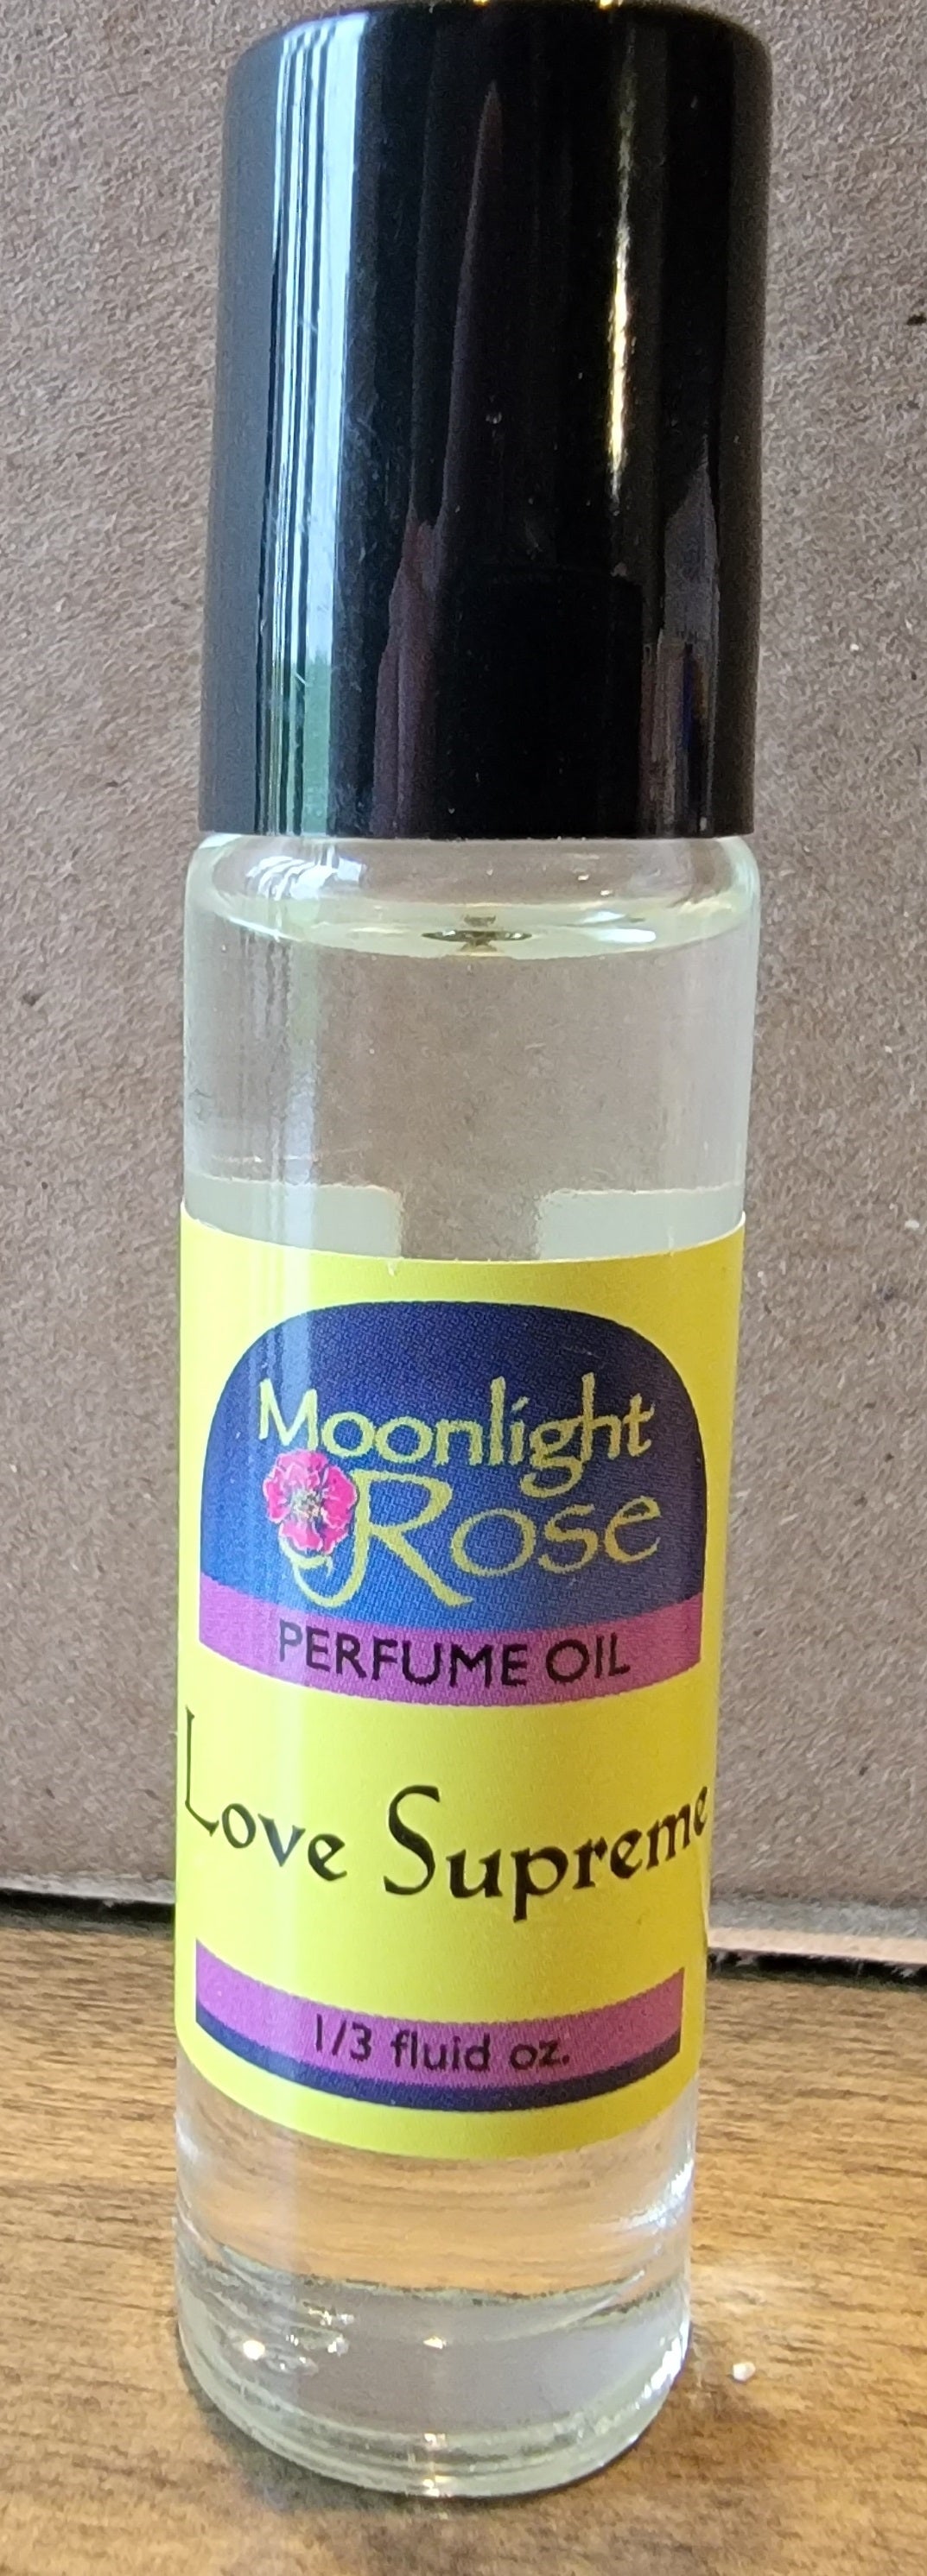 Moonlight
Rose
PERFUME OIL
Love Supreme
1/3 fluid oz.